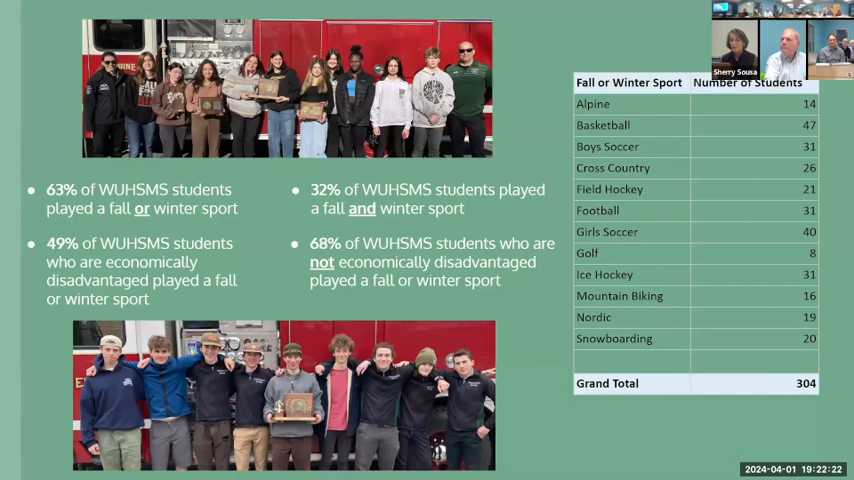 Sherry Sousa
● 63% of WUHSMS students
played a fall or winter sport
● 49% of WUHSMS students
who are economically
disadvantaged played a fall
or winter sport
● 32% of WUHSMS students played
a fall and winter sport
● 68% of WUHSMS students who are
not economically disadvantaged
played a fall or winter sport
Fall or Winter Sport Number of Students
Alpine 14
Basketball 47
Boys Soccer 31
Cross Country 26
Field Hockey 21
Football 31
Girls Soccer 40
Golf 8
Ice Hockey 31
Mountain Biking 16
Nordic 19
Snowboarding 20
Grand Total 304
2024-04-01 19:22:22